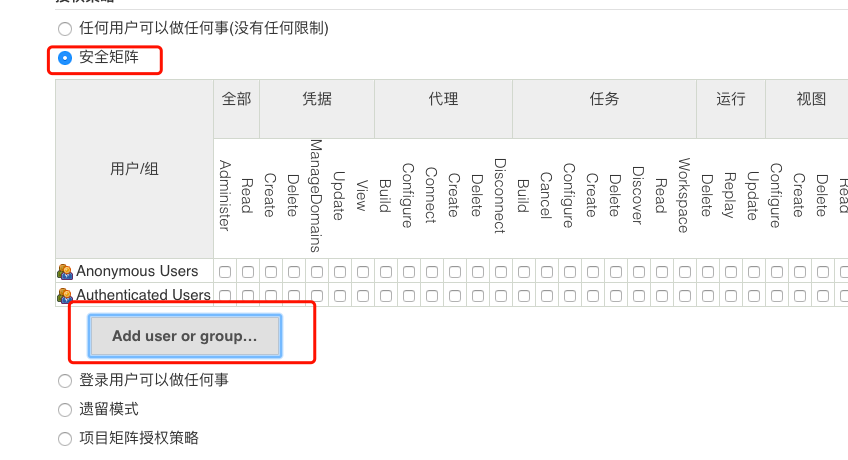 任何用户可以做任何事(没有任何限制)
安全矩阵
用户/组 全部 凭据 代理 任务 运行 视图
Administer Read Create Delete ManageDomains Update View Build Configure Connect Create Delete Disconnect Build Cancel Configure Create Delete Discover Read Workspace Delete Replay Update Configure Create Delete Read
Anonymous Users
Authenticated Users
Add user or group...
登录用户可以做任何事
遗留模式
项目矩阵授权策略